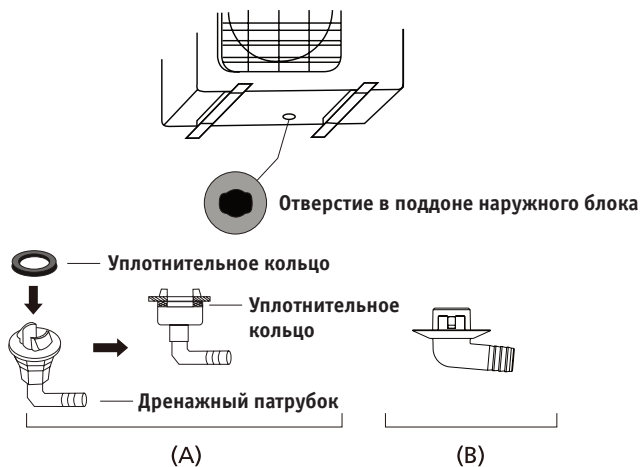 Отверстие в поддоне наружного блока
Уплотнительное кольцо
Уплотнительное
кольцо
Дренажный патрубок
(A)
(B)